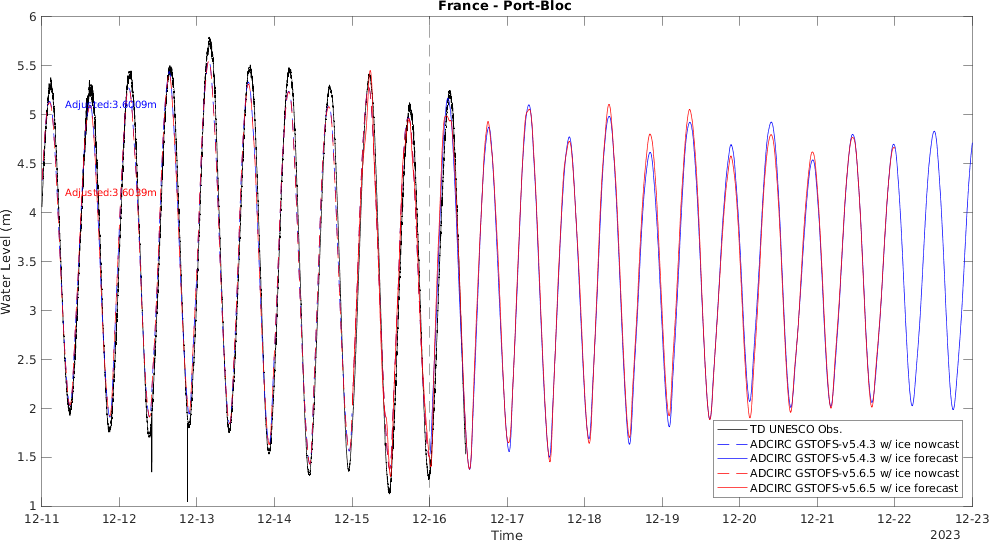 France - Port-Bloc
6
5.5
5
4.5
4
3.5
3
2.5
2
1.5
1
Water Level (m)
Adjusted:3.6009m
Adjusted:3.6039m
TD UNESCO Obs.
ADCIRC GSTOFS-v5.4.3 w/ ice nowcast
ADCIRC GSTOFS-v5.4.3 w/ ice forecast
ADCIRC GSTOFS-v5.6.5 w/ ice nowcast
ADCIRC GSTOFS-v5.6.5 w/ ice forecast
12-11 12-12 12-13 12-14 12-15 12-16 12-17 12-18 12-19 12-20 12-21 12-22 12-23
Time
2023